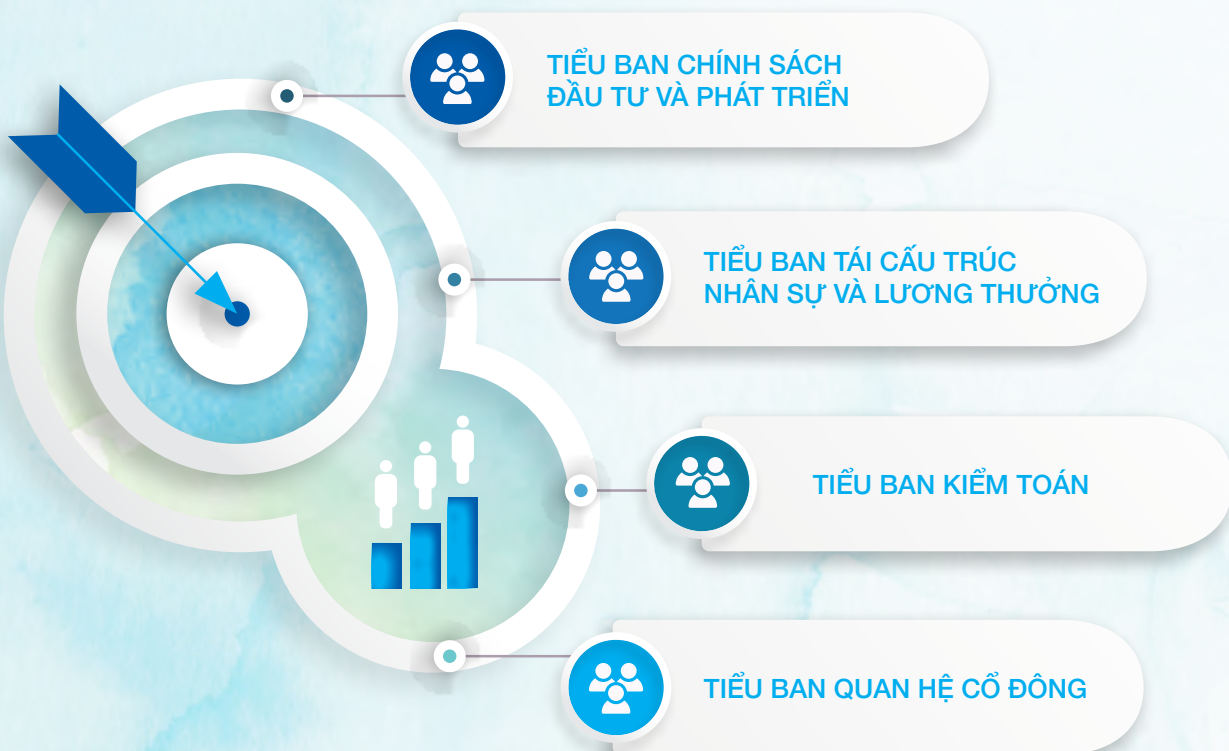 TIỂU BAN CHÍNH SÁCH
ĐẦU TƯ VÀ PHÁT TRIỂN
TIỂU BAN TÁI CẤU TRÚC
NHÂN SỰ VÀ LƯƠNG THƯỞNG
TIỂU BAN KIỂM TOÁN
TIỂU BAN QUAN HỆ CỔ ĐÔNG